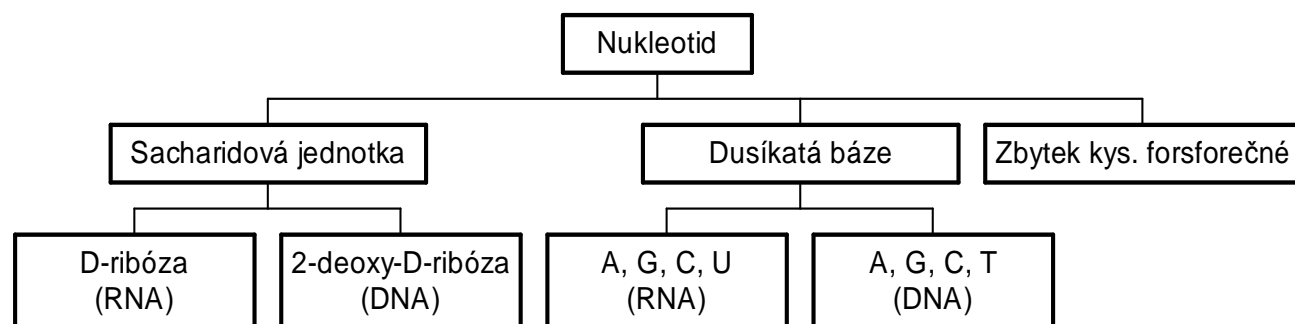 Nukleotid
Sacharidová jednotka
Dusíkatá báze
Zbytek kys. forsforečné
D-ribóza
(RNA)
2-deoxy-D-ribóza
(DNA)
A, G, C, U
(RNA)
A, G, C, T
(DNA)